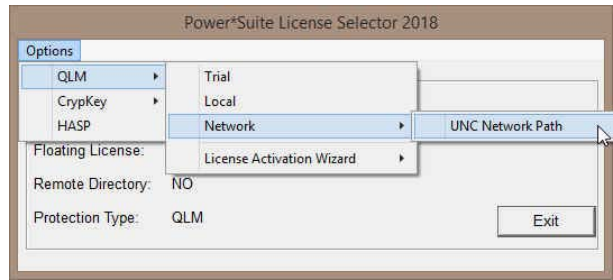 Power*Suite License Selector 2018
Options
QLM
Trial
CrypKey
Local
HASP
Network
UNC Network Path
Floating License:
License Activation Wizard
Remote Directory: NO
Protection Type: QLM
Exit